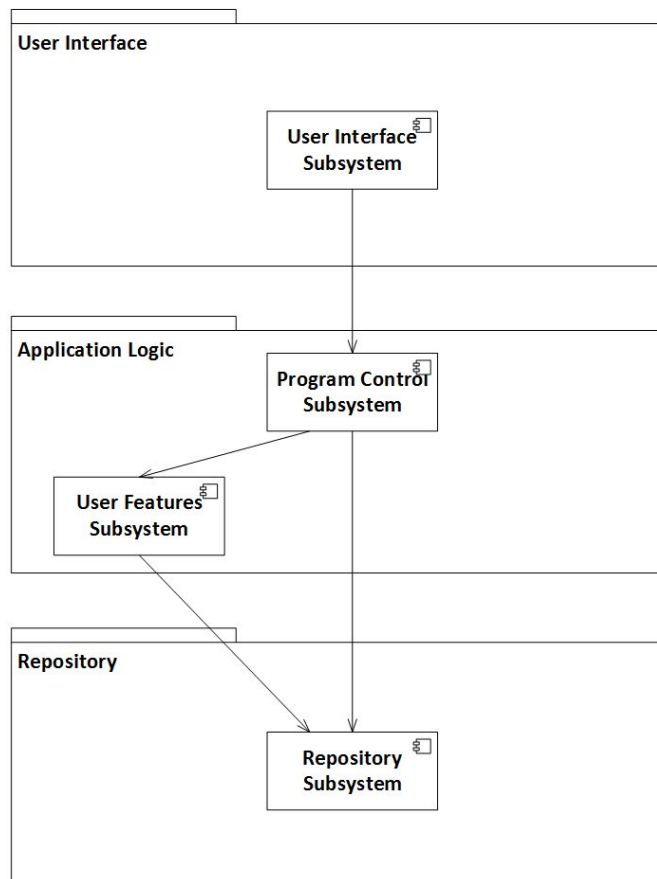 User Interface
User Interface
Subsystem
Application Logic
Program Control
Subsystem
User Features
Subsystem
Repository
Repository
Subsystem